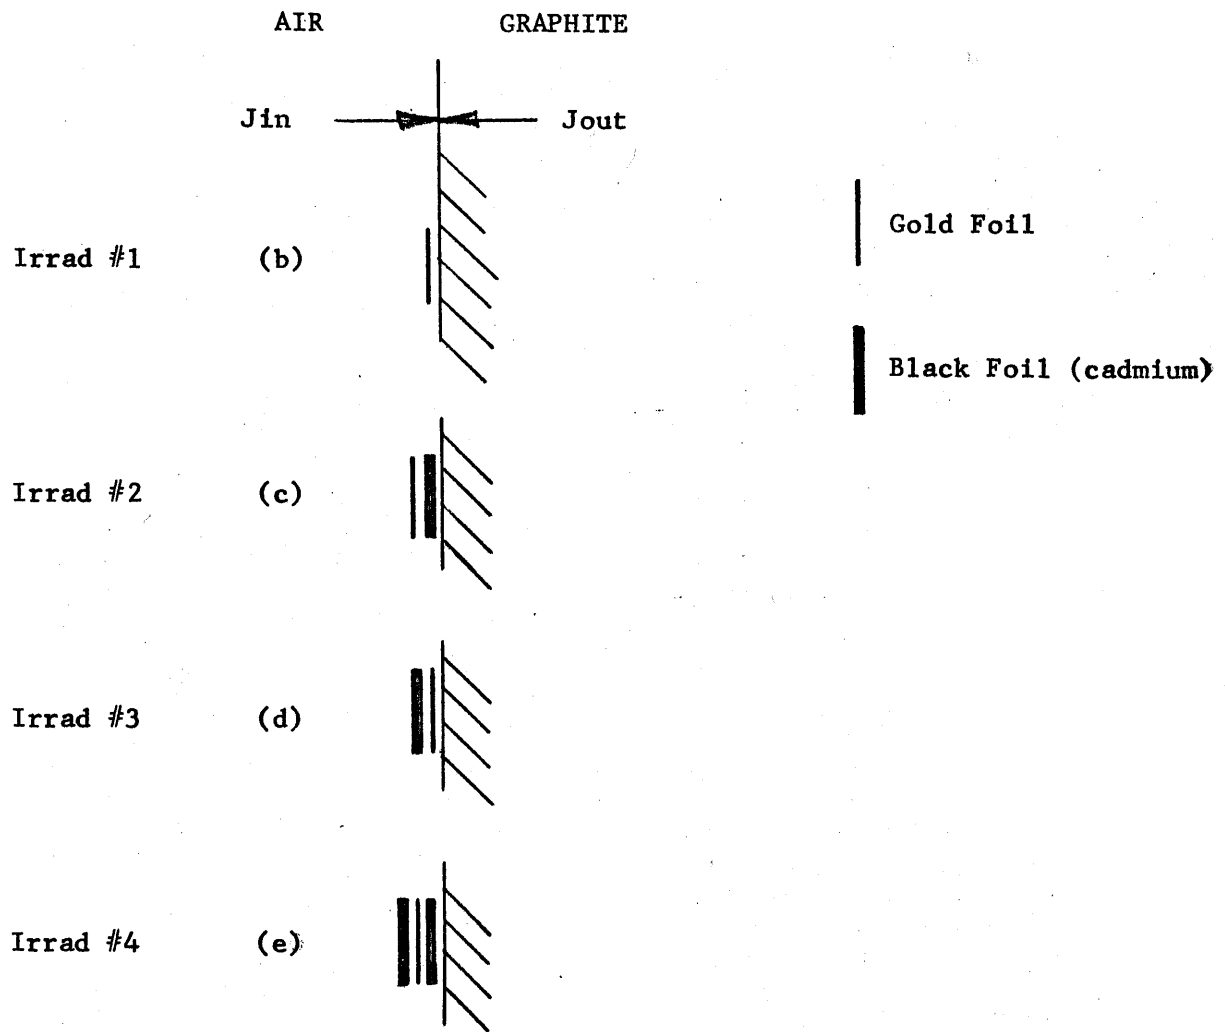 AIR GRAPHITE
Jin Jout
Gold Foil
Irrad #1 (b)
Black Foil (cadmium)
Irrad #2 (c)
Irrad #3 (d)
Irrad #4 (e)